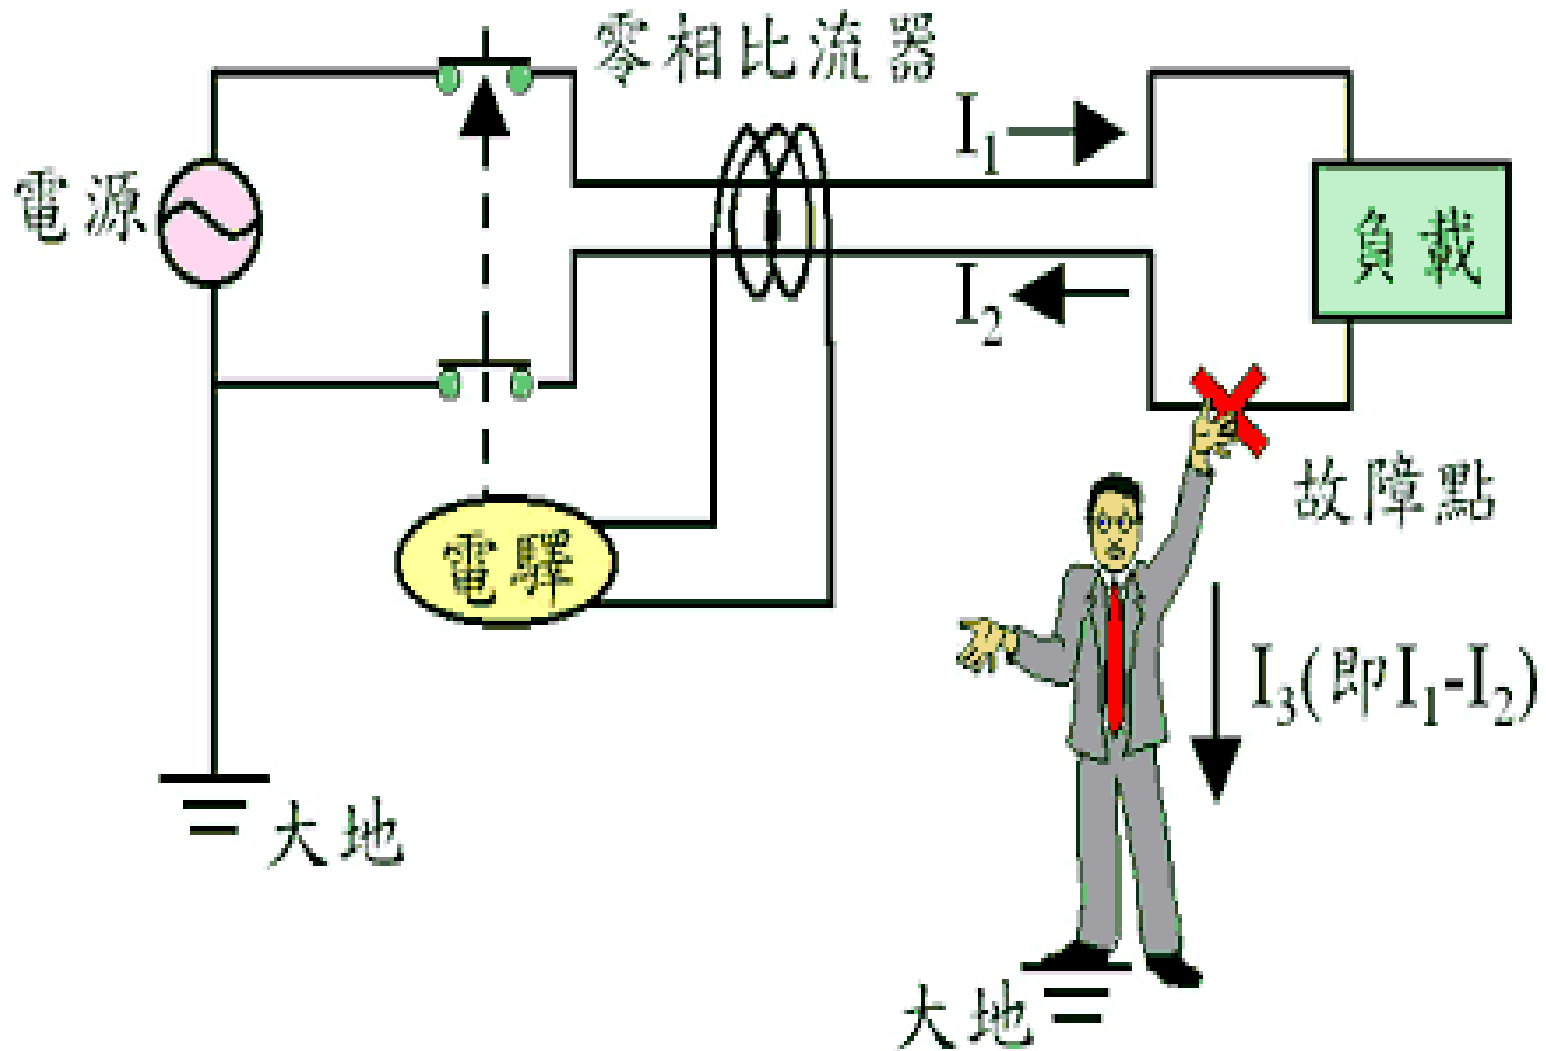 零相比流器
I₁
電源
負載
I₂
故障點
電驛
I₃(即I₁-I₂)
大地
大地